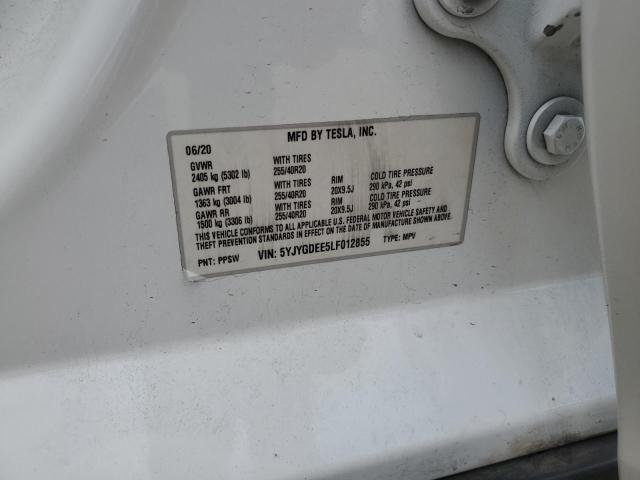 MFD BY TESLA, INC.
06/20
GVWR WITH TIRES
2405 kg (5302 lb) 255/40R20 RIM COLD TIRE PRESSURE
GAWR FRT WITH TIRES 20X9.5J 290 kPa, 42 psi
1363 kg (3004 lb) 255/40R20 RIM COLD TIRE PRESSURE
GAWR RR WITH TIRES 20X9.5J 290 kPa, 42 psi
1500 kg (3306 lb) 255/40R20
THIS VEHICLE CONFORMS TO ALL APPLICABLE U.S. FEDERAL MOTOR VEHICLE SAFETY AND
THEFT PREVENTION STANDARDS IN EFFECT ON THE DATE OF MANUFACTURE SHOWN ABOVE.
PNT: PPSW VIN: 5YJYGDEE5LF012855 TYPE: MPV